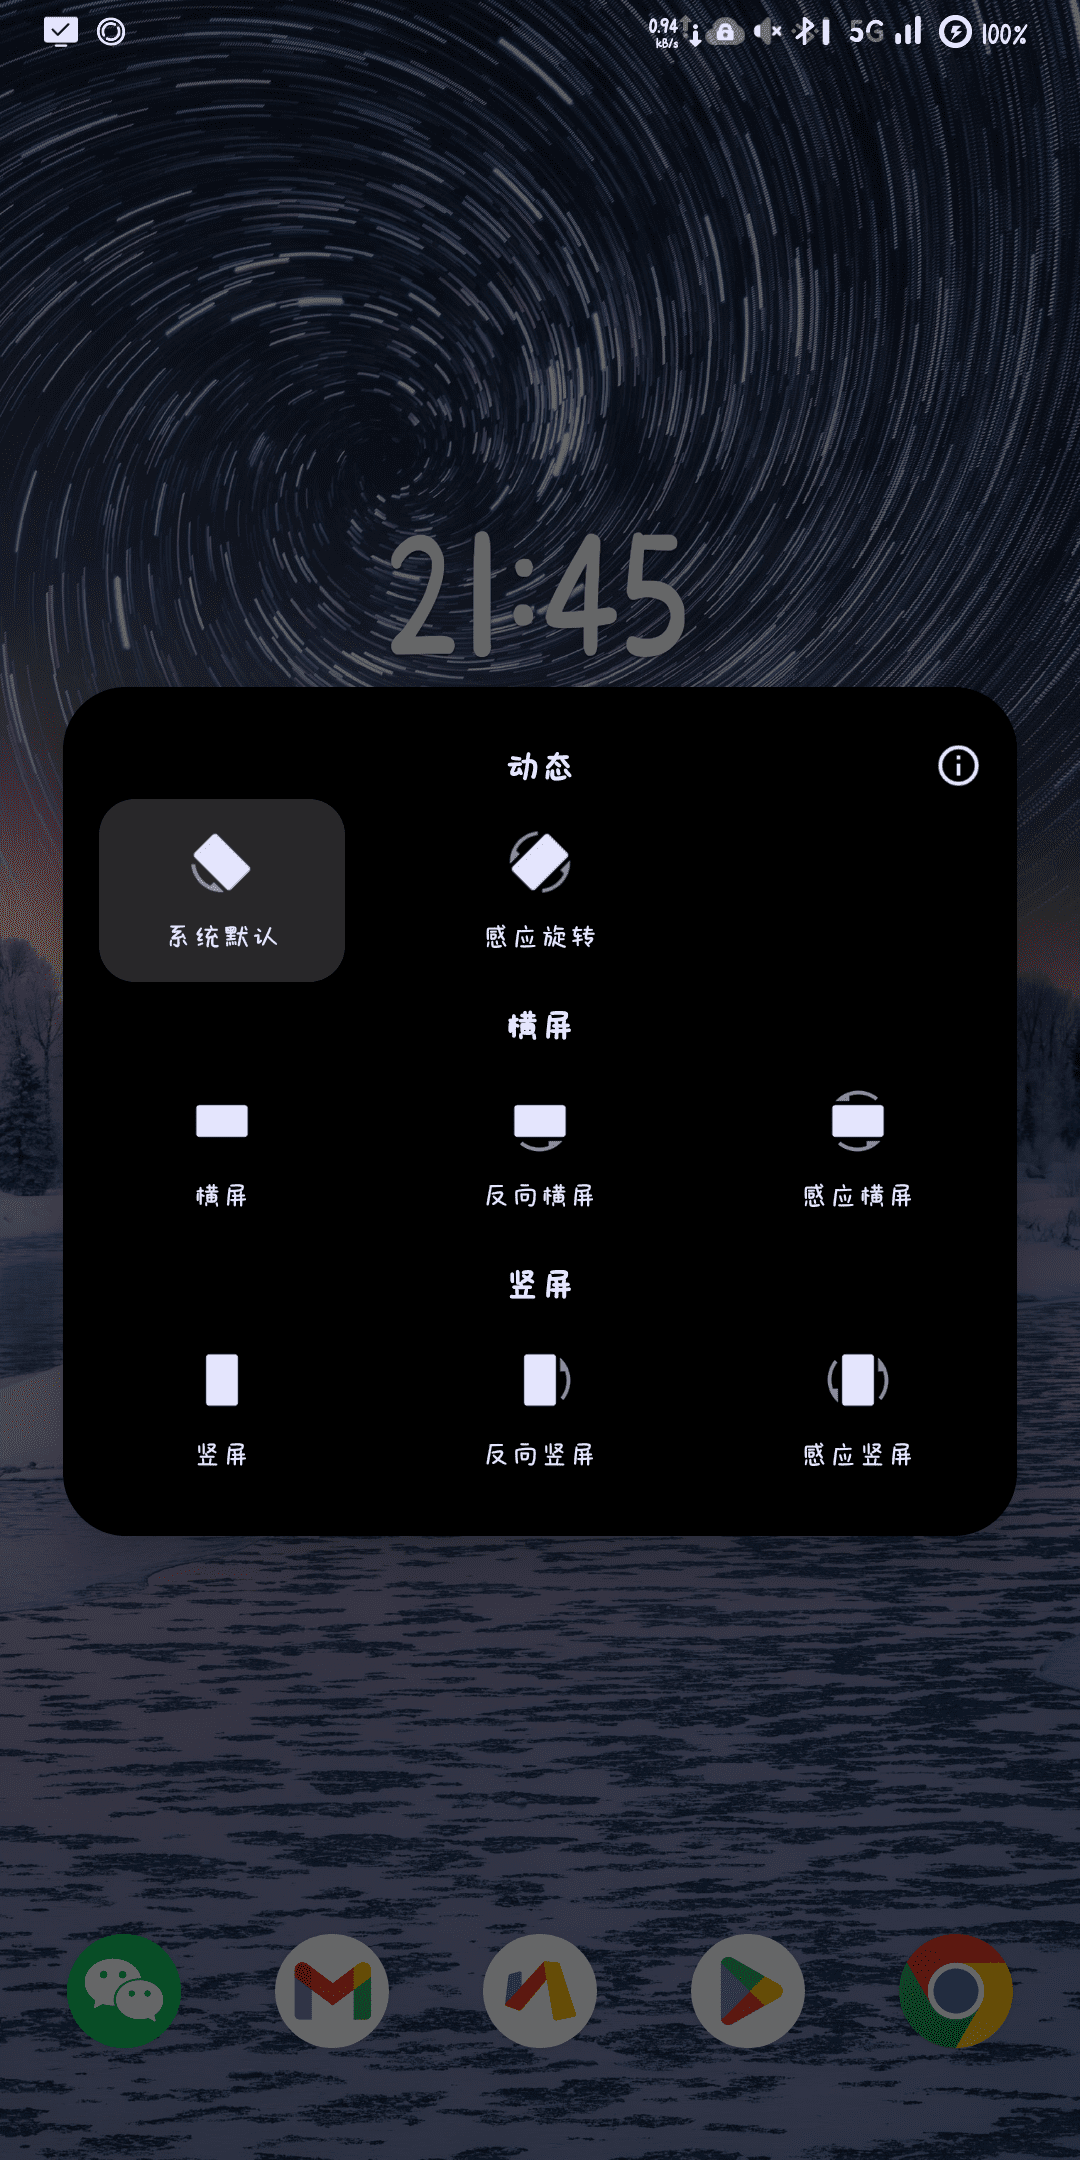 0.94 kB/s 5G 100%
21:45
动态
系统默认 感应旋转
横屏
横屏 反向横屏 感应横屏
竖屏
竖屏 反向竖屏 感应竖屏